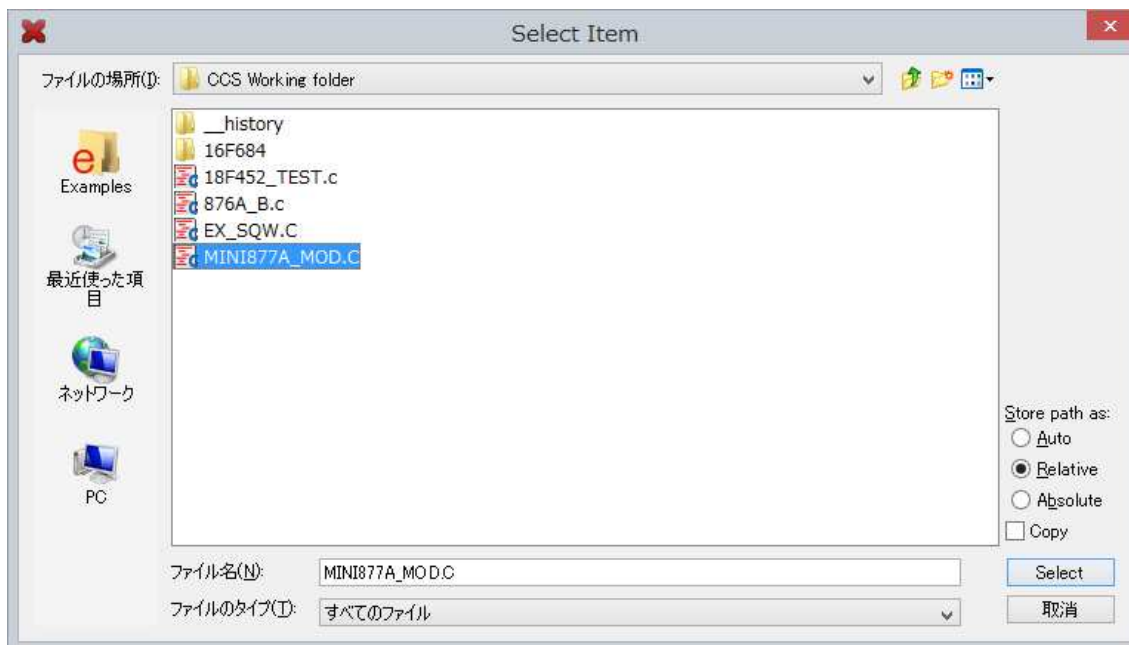 Select Item
ファイルの場所(I):
CCS Working folder
__history
16F684
18F452_TEST.c
876A_B.c
EX_SQW.C
MINI877A_MOD.C
Examples
最近使った項
目
ネットワーク
PC
Store path as:
Auto
Relative
Absolute
Copy
ファイル名(N):
MINI877A_MOD.C
Select
ファイルのタイプ(T):
すべてのファイル
取消